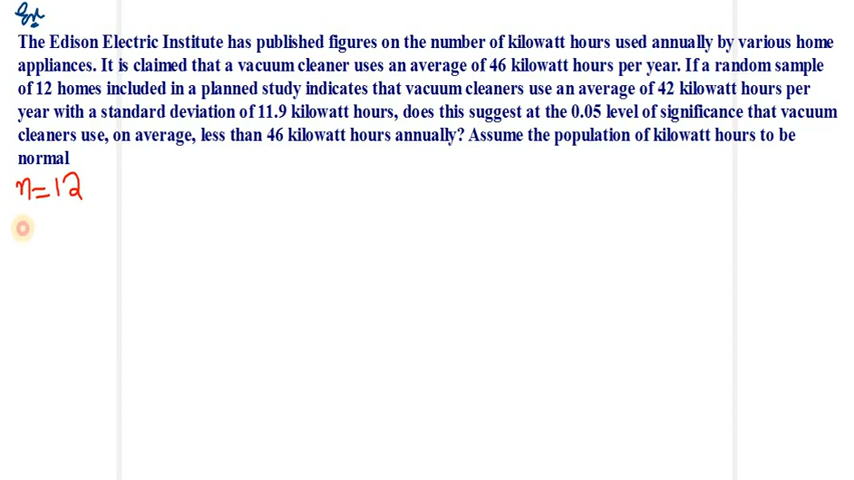 Ex
The Edison Electric Institute has published figures on the number of kilowatt hours used annually by various home
appliances. It is claimed that a vacuum cleaner uses an average of 46 kilowatt hours per year. If a random sample
of 12 homes included in a planned study indicates that vacuum cleaners use an average of 42 kilowatt hours per
year with a standard deviation of 11.9 kilowatt hours, does this suggest at the 0.05 level of significance that vacuum
cleaners use, on average, less than 46 kilowatt hours annually? Assume the population of kilowatt hours to be
normal
n=12